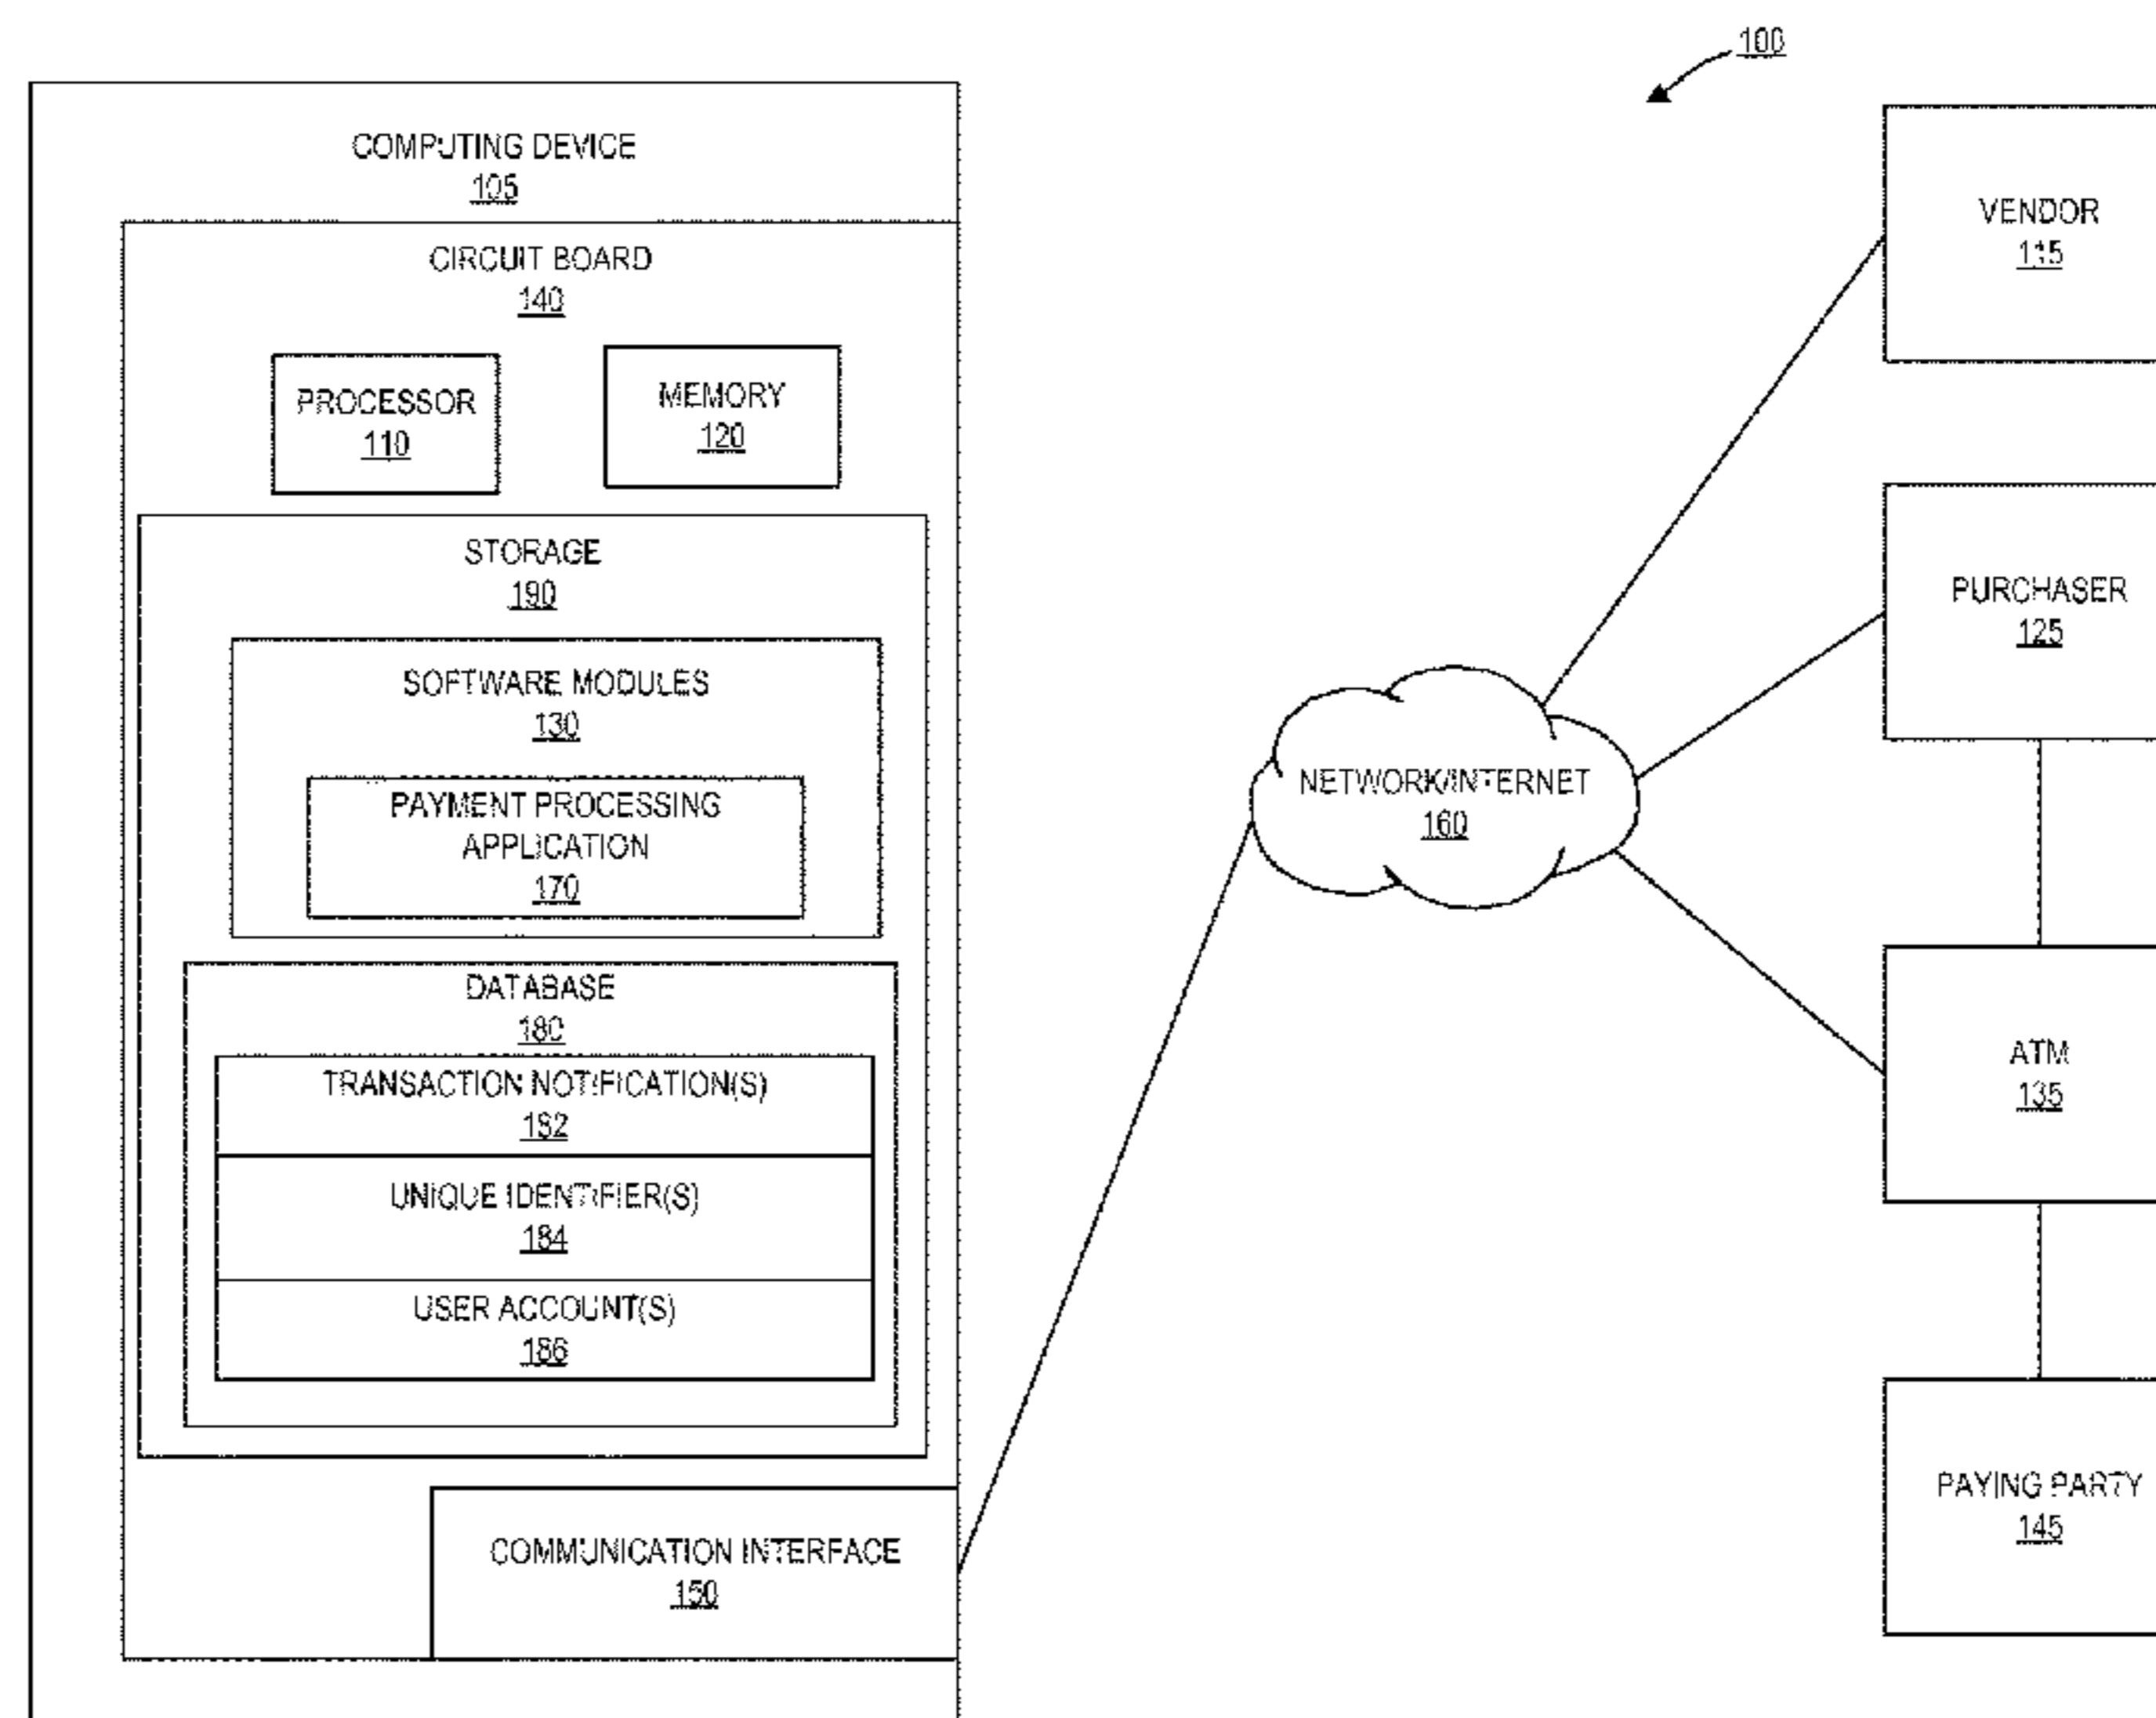 100
COMPUTING DEVICE
105
CIRCUIT BOARD
140
PROCESSOR
110
MEMORY
120
STORAGE
190
SOFTWARE MODULES
130
PAYMENT PROCESSING
APPLICATION
170
DATABASE
180
TRANSACTION NOTIFICATION(S)
182
UNIQUE IDENTIFIER(S)
184
USER ACCOUNT(S)
186
COMMUNICATION INTERFACE
150
NETWORK/INTERNET
160
VENDOR
115
PURCHASER
125
ATM
135
PAYING PARTY
145